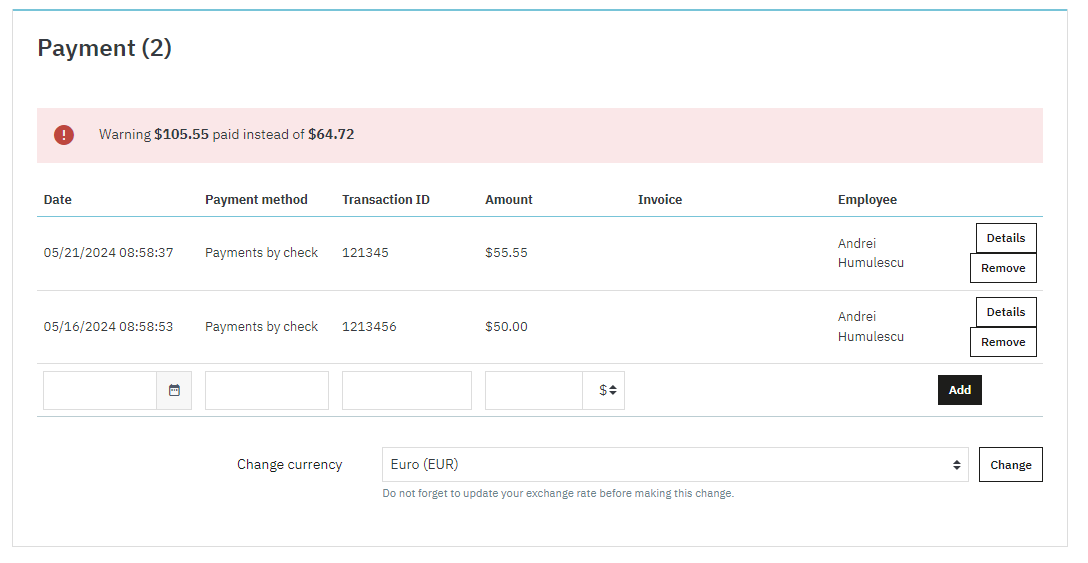 Payment (2)
! Warning $105.55 paid instead of $64.72
Date Payment method Transaction ID Amount Invoice Employee
05/21/2024 08:58:37 Payments by check 121345 $55.55 Andrei Humulescu Details Remove
05/16/2024 08:58:53 Payments by check 1213456 $50.00 Andrei Humulescu Details Remove
$ Add
Change currency Euro (EUR) Change
Do not forget to update your exchange rate before making this change.